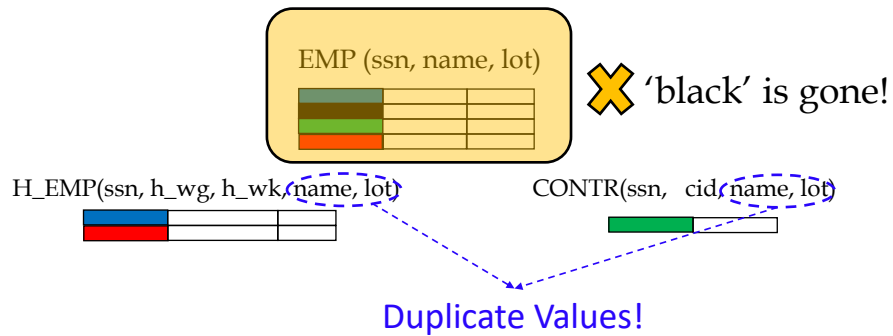 EMP (ssn, name, lot)
'black' is gone!
H_EMP(ssn, h_wg, h_wk, name, lot)
CONTR(ssn, cid, name, lot)
Duplicate Values!